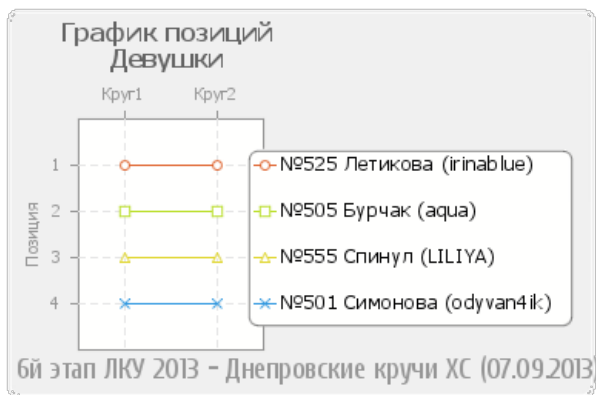 График позиций
Девушки
Круг1 Круг2
Позиция
1 №525 Летикова (irinablue)
2 №505 Бурчак (aqua)
3 №555 Спинул (LILIYA)
4 №501 Симонова (odyvan4ik)
6й этап ЛКУ 2013 - Днепровские кручи ХС (07.09.2013)